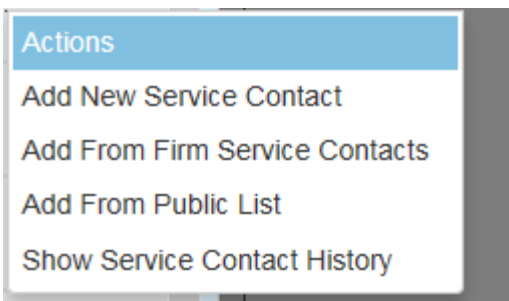 Actions
Add New Service Contact
Add From Firm Service Contacts
Add From Public List
Show Service Contact History